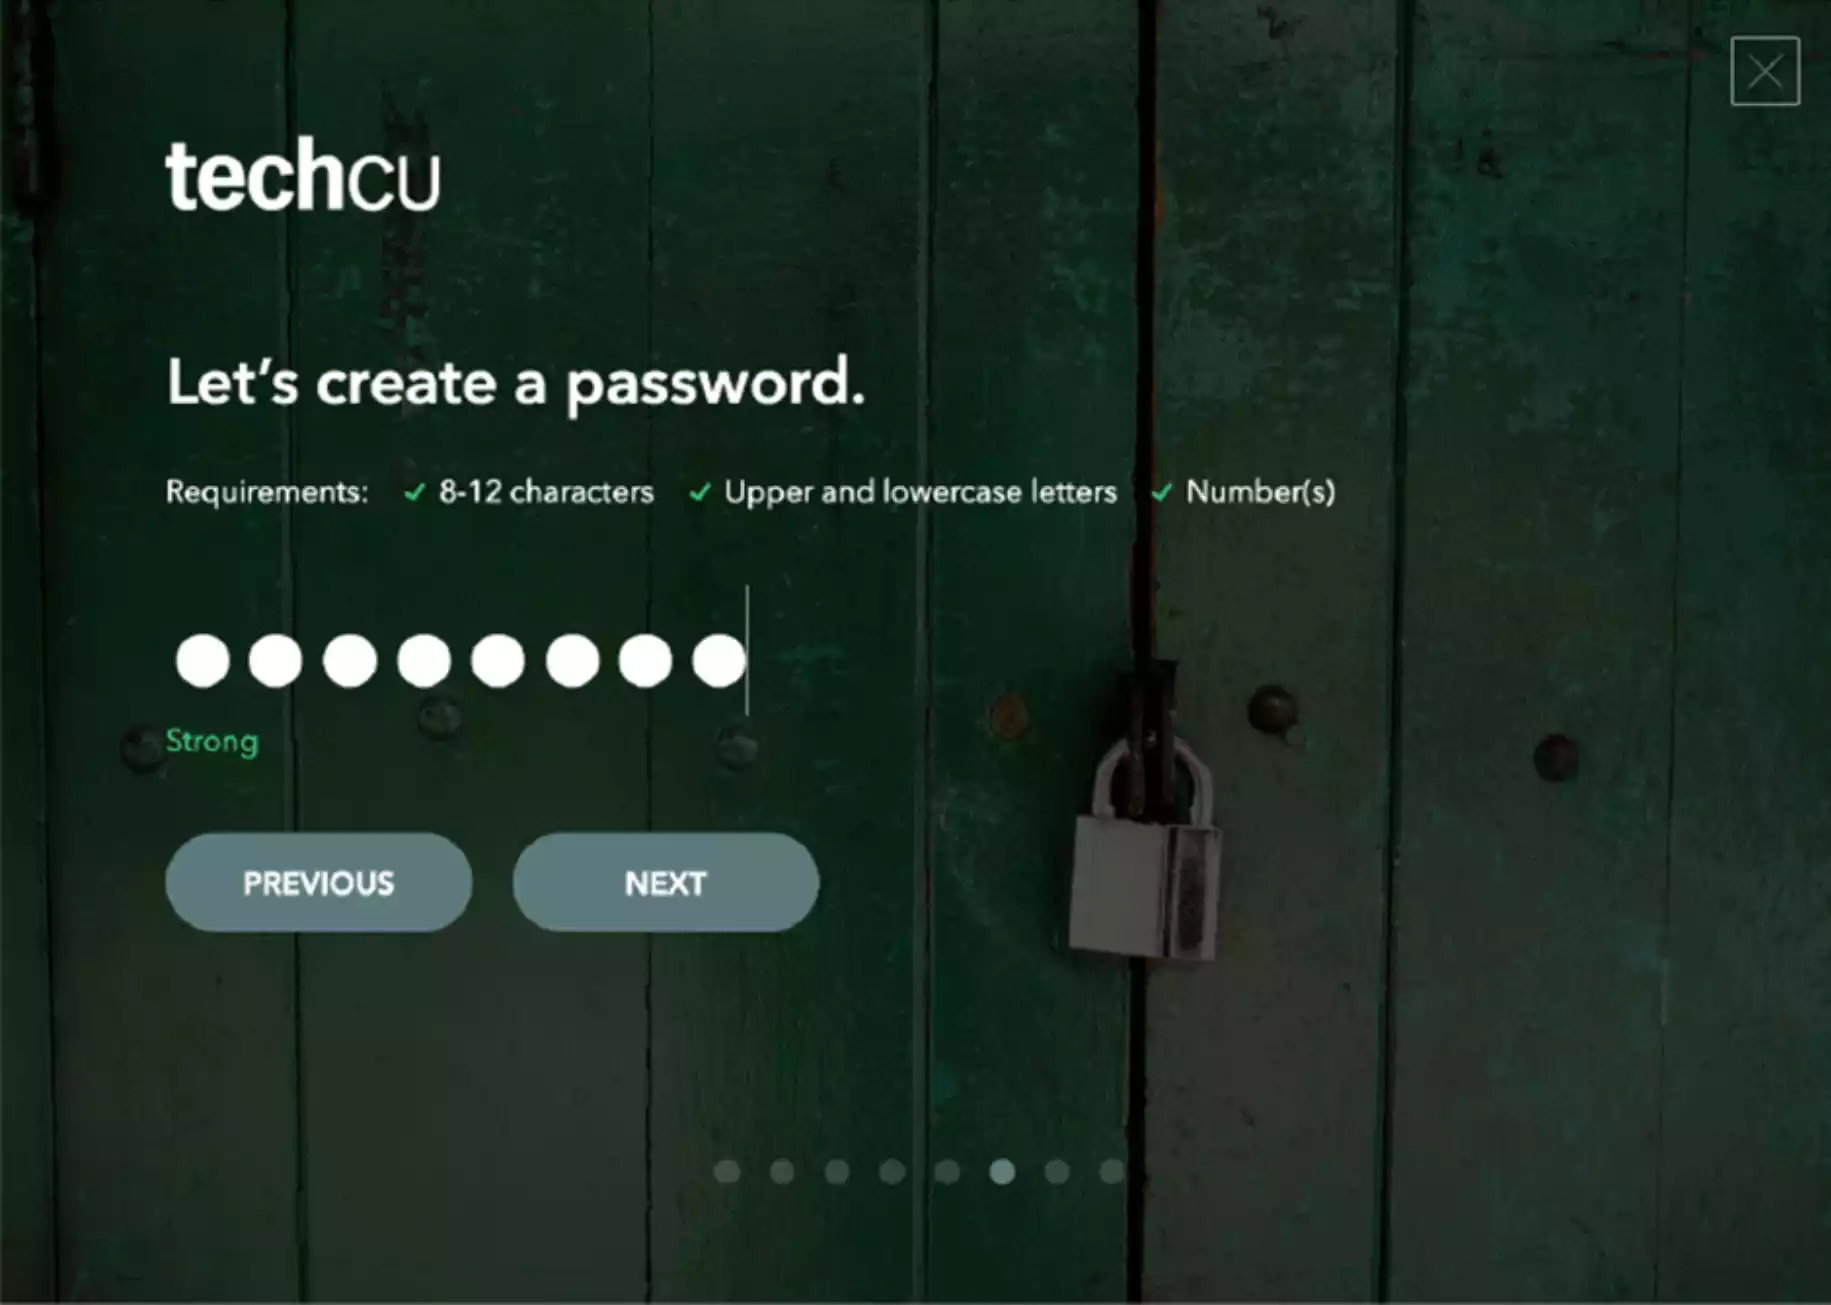 techcu
Let's create a password.
Requirements: ✓ 8-12 characters ✓ Upper and lowercase letters ✓ Number(s)
Strong
PREVIOUS NEXT